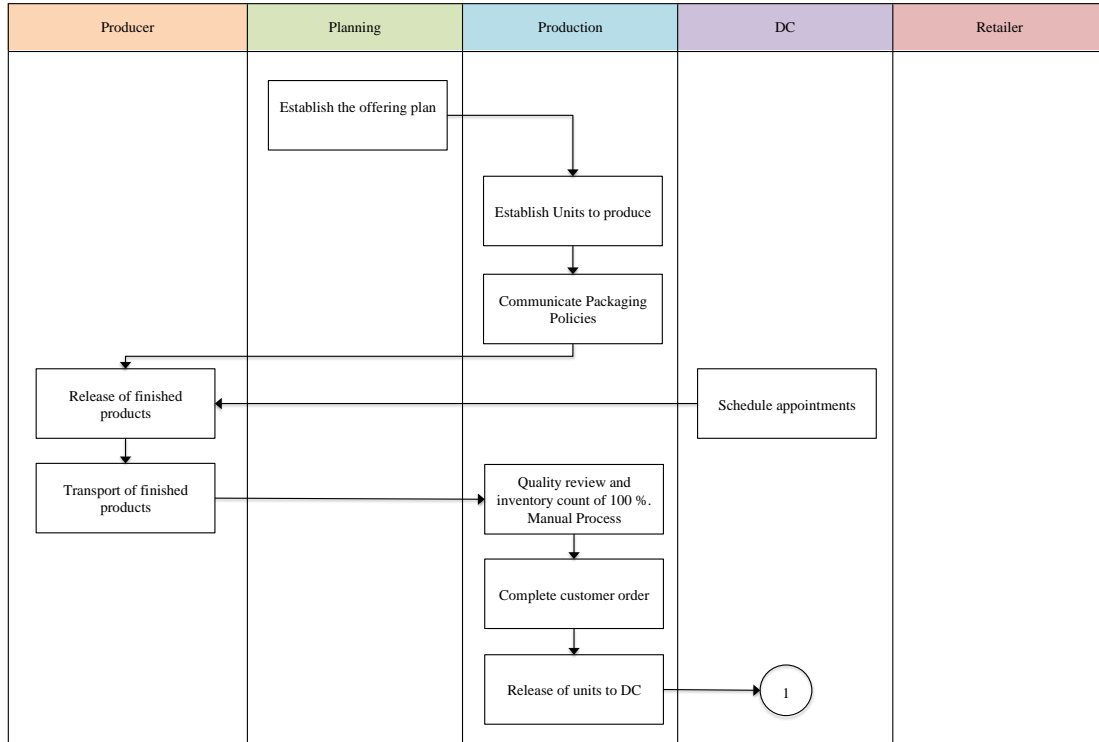 Producer
Planning
Production
DC
Retailer
Establish the offering plan
Establish Units to produce
Communicate Packaging
Policies
Release of finished
products
Schedule appointments
Transport of finished
products
Quality review and
inventory count of 100 %.
Manual Process
Complete customer order
Release of units to DC
1